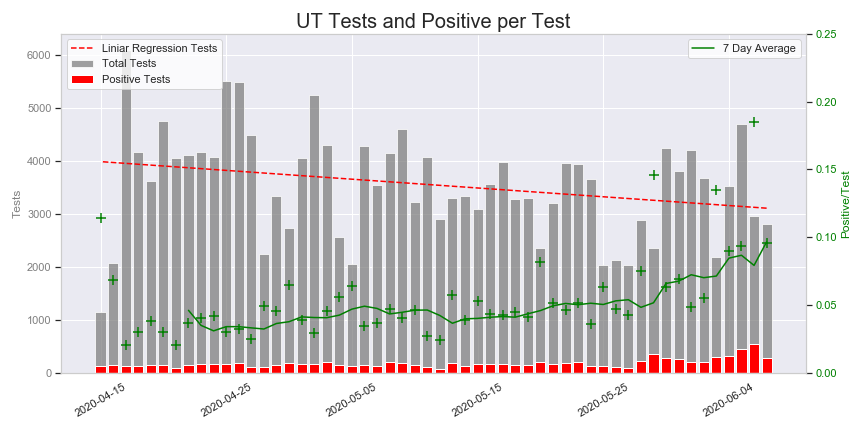 UT Tests and Positive per Test
Liniar Regression Tests
Total Tests
Positive Tests
7 Day Average
6000
5000
4000
3000
2000
1000
0
Tests
0.25
0.20
0.15
0.10
0.05
0.00
Positive/Test
2020-04-15
2020-04-25
2020-05-05
2020-05-15
2020-05-25
2020-06-04